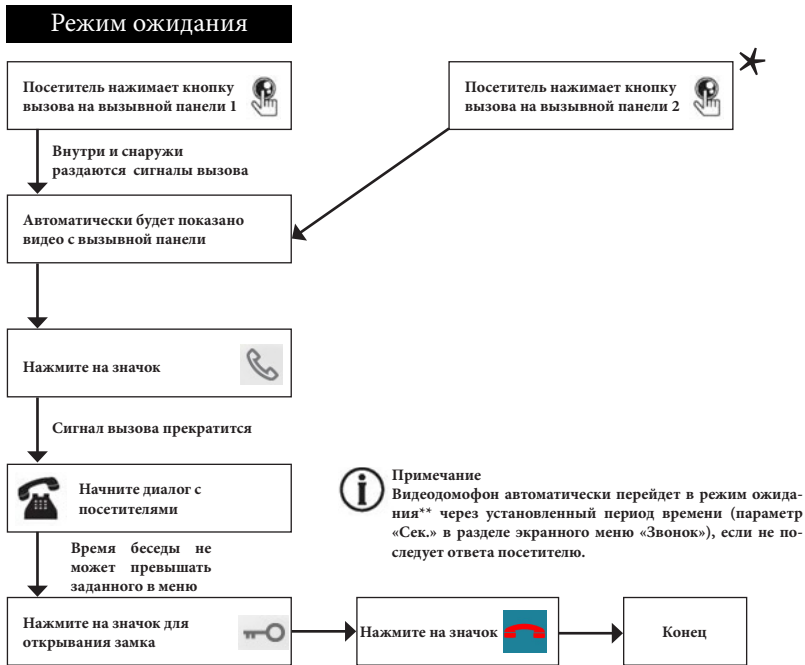 Режим ожидания
Посетитель нажимает кнопку
вызова на вызывной панели 1
Посетитель нажимает кнопку
вызова на вызывной панели 2
Внутри и снаружи
раздаются сигналы вызова
Автоматически будет показано
видео с вызывной панели
Нажмите на значок
Сигнал вызова прекратится
Начните диалог с
посетителями
Примечание
Видеодомофон автоматически перейдет в режим ожида-
ния** через установленный период времени (параметр
«Сек.» в разделе экранного меню «Звонок»), если не по-
следует ответа посетителю.
Время беседы не
может превышать
заданного в меню
Нажмите на значок для
открывания замка
Нажмите на значок
Конец